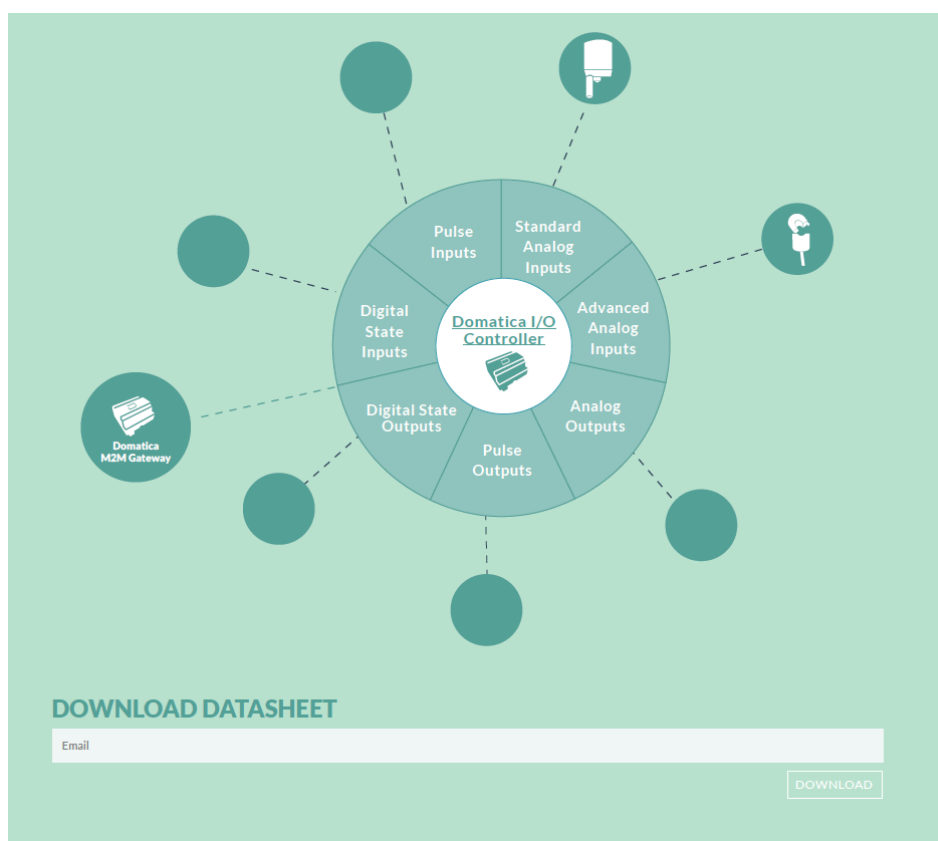 Pulse
Inputs
Standard
Analog
Inputs
Digital
State
Inputs
Domatica I/O
Controller
Advanced
Analog
Inputs
Digital State
Outputs
Analog
Outputs
Pulse
Outputs
Domatica
M2M Gateway
DOWNLOAD DATASHEET
Email
DOWNLOAD